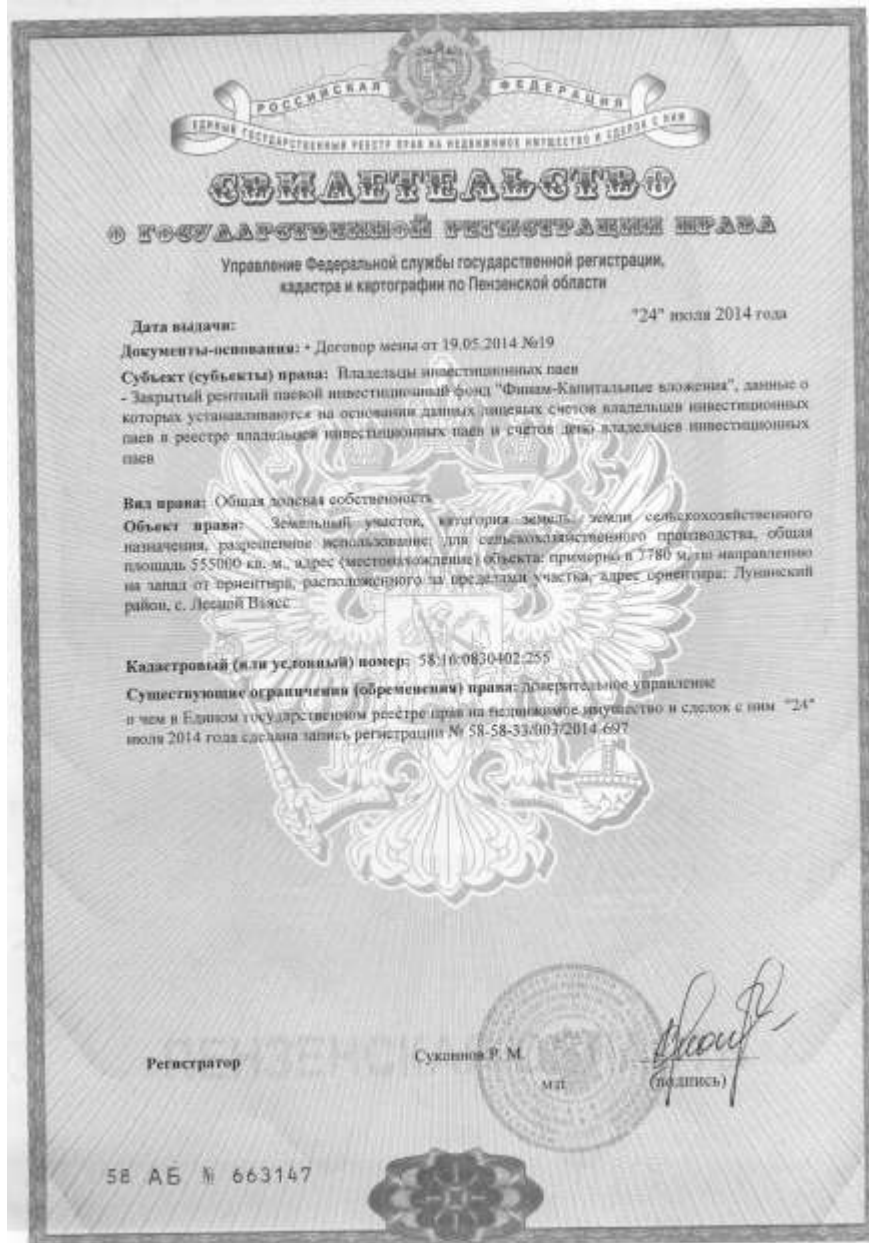 РОССИЙСКАЯ ФЕДЕРАЦИЯ
ЕДИНЫЙ ГОСУДАРСТВЕННЫЙ РЕЕСТР ПРАВ НА НЕДВИЖИМОЕ ИМУЩЕСТВО И СДЕЛОК С НИМ
СВИДЕТЕЛЬСТВО
О ГОСУДАРСТВЕННОЙ РЕГИСТРАЦИИ ПРАВА
Управление Федеральной службы государственной регистрации,
кадастра и картографии по Пензенской области
Дата выдачи: "24" июля 2014 года
Документы-основания: • Договор мены от 19.05.2014 №19
Субъект (субъекты) права: Владельцы инвестиционных паев
- Закрытый рентный паевой инвестиционный фонд "Финам-Капитальные вложения", данные о
которых устанавливаются на основании данных лицевых счетов владельцев инвестиционных
паев в реестре владельцев инвестиционных паев и счетов депо владельцев инвестиционных
паев
Вид права: Общая долевая собственность
Объект права: Земельный участок, категория земель: земли сельскохозяйственного
назначения, разрешенное использование: для сельскохозяйственного производства, общая
площадь 555000 кв. м., адрес (местонахождение) объекта: примерно в 7780 м, по направлению
на запад от ориентира, расположенного за пределами участка, адрес ориентира: Лунинский
район, с. Лесной Вьясс
Кадастровый (или условный) номер: 58:16:0830402:255
Существующие ограничения (обременения) права: доверительное управление
о чем в Едином государственном реестре прав на недвижимое имущество и сделок с ним "24"
июля 2014 года сделана запись регистрации № 58-58-33/003/2014-697
Регистратор Суконнов Р. М.
м.п. (подпись)
58 АБ № 663147